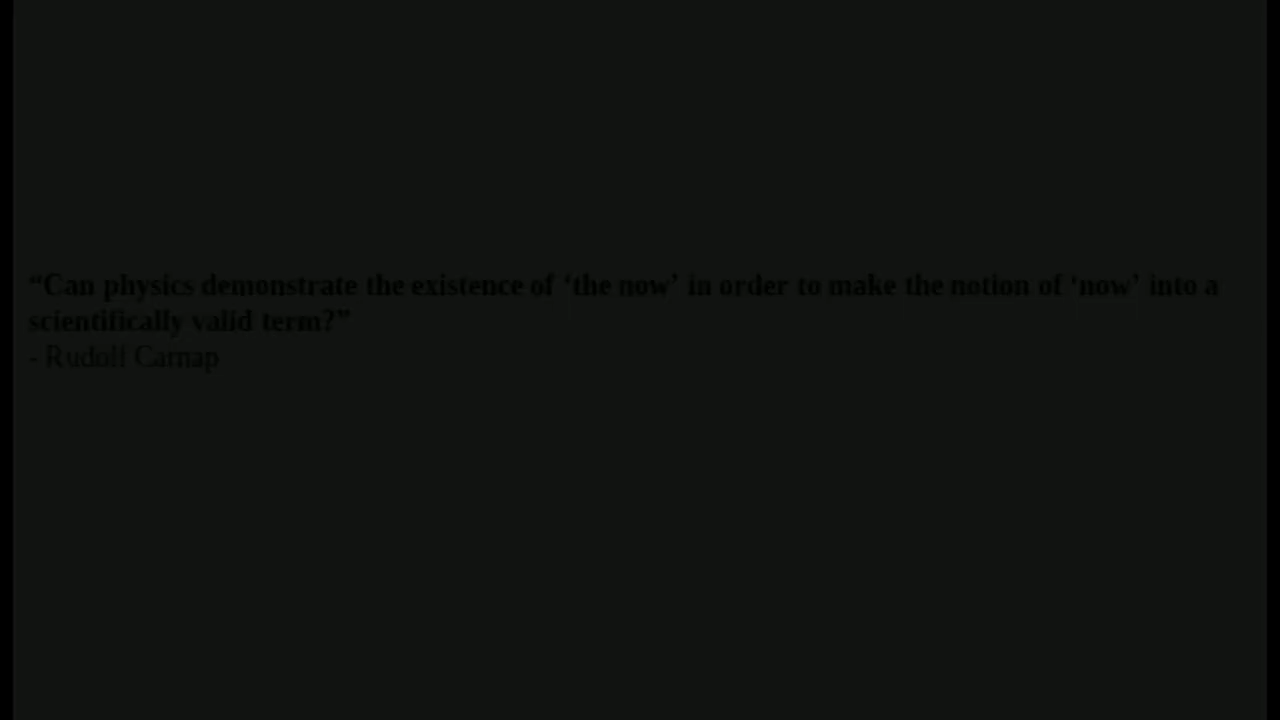 “Can physics demonstrate the existence of ‘the now’ in order to make the notion of ‘now’ into a
scientifically valid term?”
- Rudolf Carnap